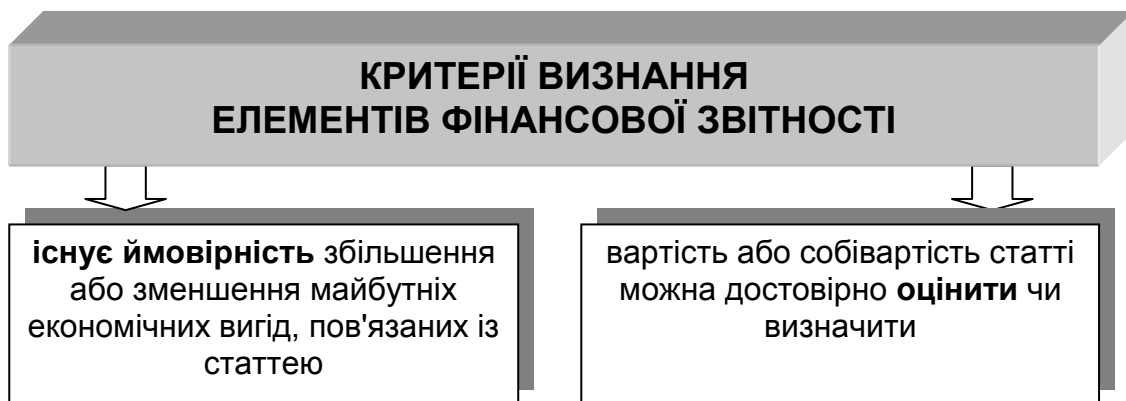 КРИТЕРІЇ ВИЗНАННЯ
ЕЛЕМЕНТІВ ФІНАНСОВОЇ ЗВІТНОСТІ
існує ймовірність збільшення
або зменшення майбутніх
економічних вигід, пов'язаних із
статтею
вартість або собівартість статті
можна достовірно оцінити чи
визначити